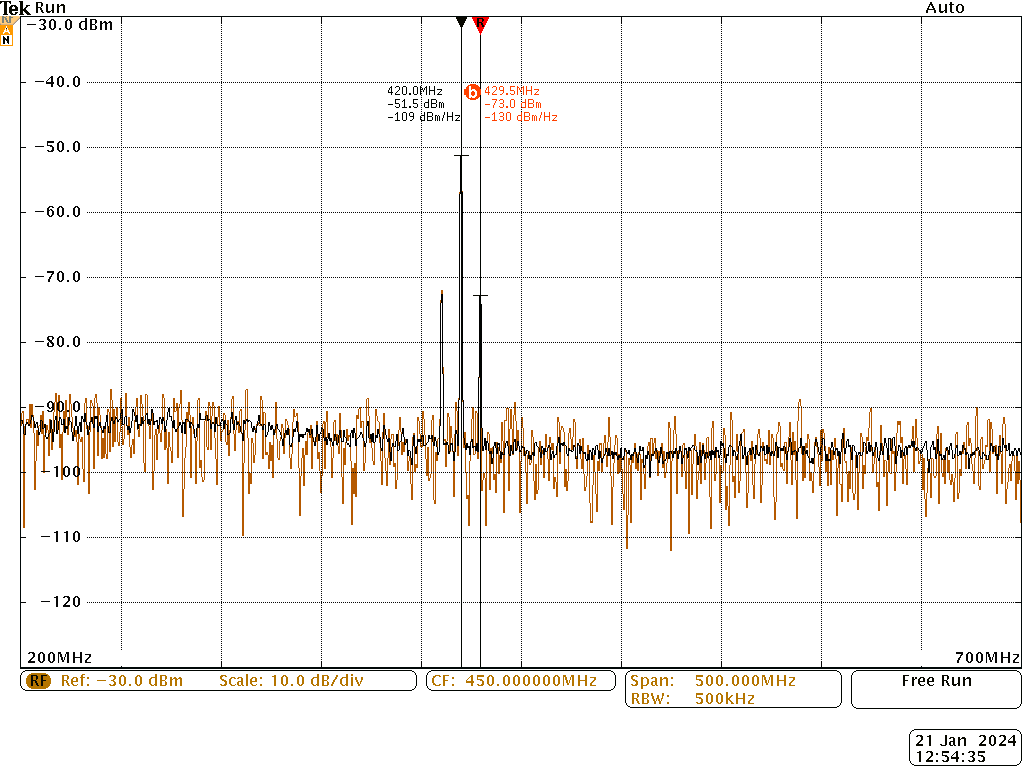 Tek Run Auto
N
A
N
R
−30.0 dBm
−40.0
420.0MHz b 429.5MHz
−51.5 dBm −73.0 dBm
−109 dBm/Hz −130 dBm/Hz
−50.0
−60.0
−70.0
−80.0
−90.0
−100
−110
−120
200MHz 700MHz
RF Ref: −30.0 dBm Scale: 10.0 dB/div CF: 450.000000MHz Span: 500.000MHz Free Run
RBW: 500kHz
21 Jan 2024
12:54:35